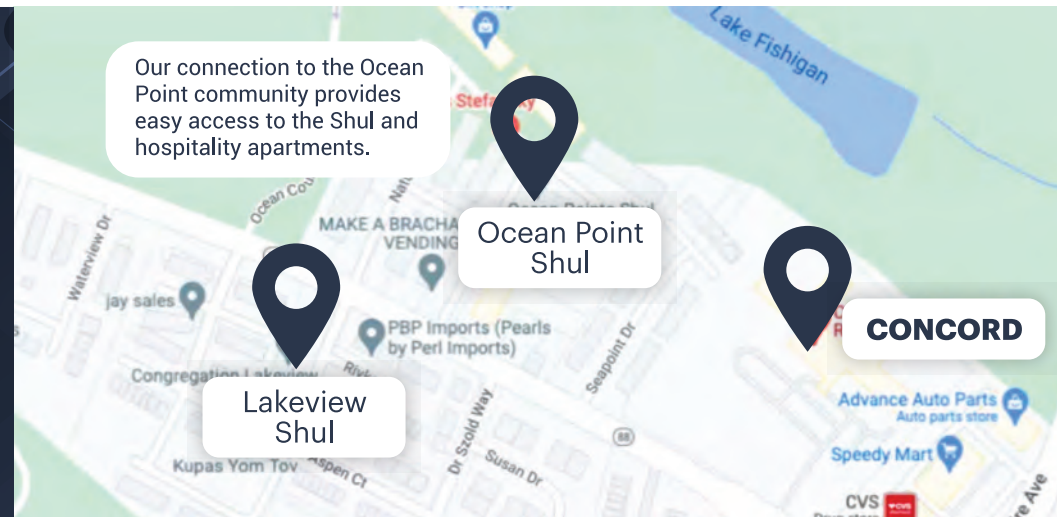 Lake Fishigan
Our connection to the Ocean
Point community provides
easy access to the Shul and
hospitality apartments.
Waterview Dr
MAKE A BRACHA
VENDING
Ocean Point
Shul
jay sales
PBP Imports (Pearls
by Perl Imports)
Seapoint Dr
CONCORD
Congregation Lakeview
Lakeview
Shul
Advance Auto Parts
Auto parts store
88
Dr Szold Way
Susan Dr
Speedy Mart
Kupas Yom Tov
Aspen Ct
CVS